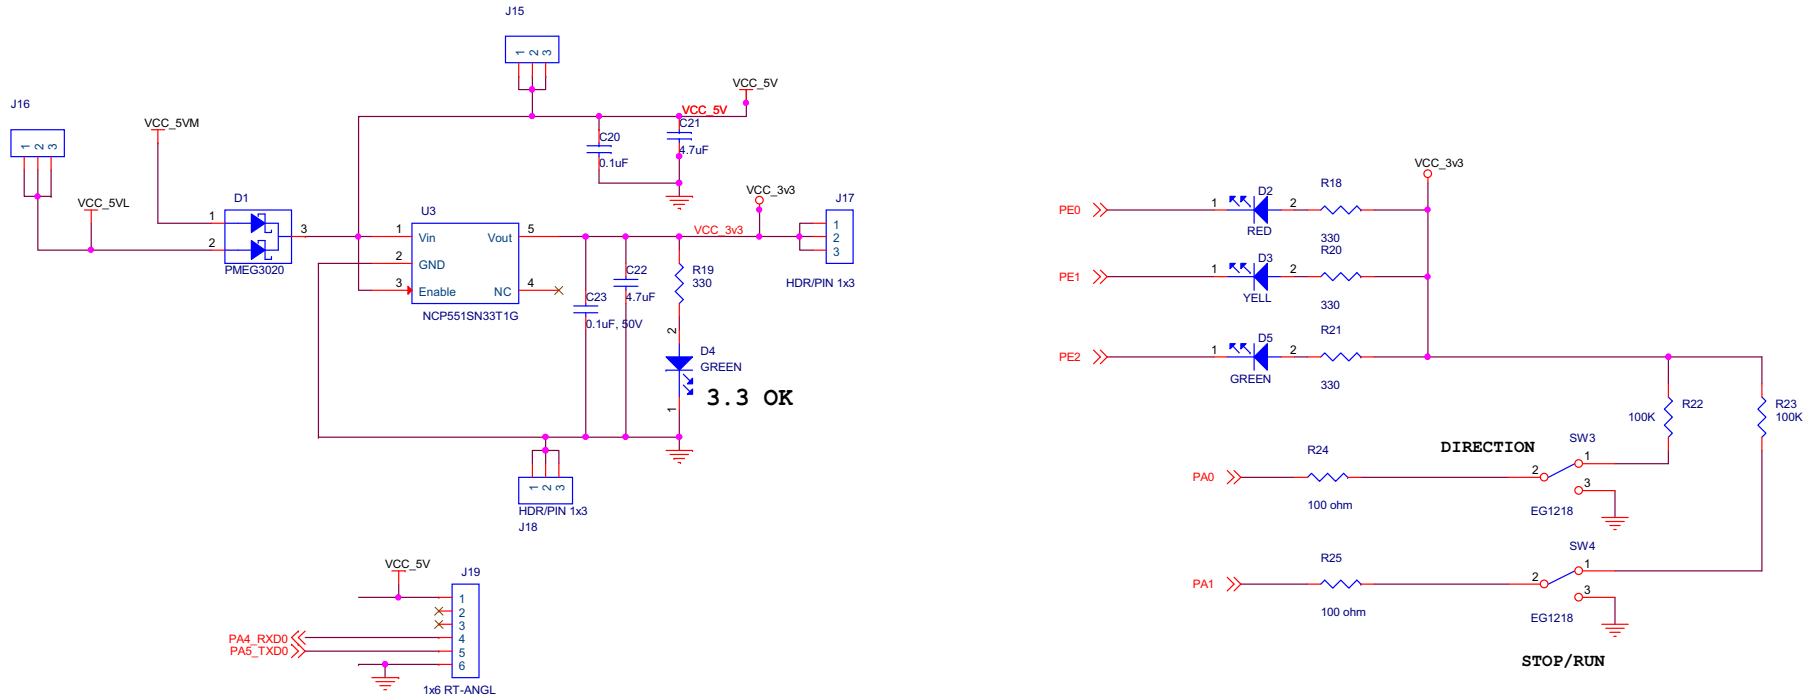 J15
1 2 3
J16
1 2 3
VCC_5VM
VCC_5VL
D1
1
2
3
PMEG3020
VCC_5V
VCC_5V
C20
0.1uF
C21
4.7uF
U3
1 Vin
2 GND
3 Enable
Vout 5
NC 4
NCP551SN33T1G
VCC_3v3
VCC_3v3
J17
1
2
3
HDR/PIN 1x3
C22
4.7uF
C23
0.1uF, 50V
R19
330
2
D4
GREEN
1
3.3 OK
1 2 3
HDR/PIN 1x3
J18
VCC_5V
J19
1
2
3
4
5
6
PA4_RXD0
PA5_TXD0
1x6 RT-ANGL
VCC_3v3
PE0
1 D2 2
RED
R18
330
PE1
1 D3 2
YELL
R20
330
PE2
1 D5 2
GREEN
R21
330
R22
100K
R23
100K
DIRECTION
PA0
R24
100 ohm
SW3
2
1
3
EG1218
PA1
R25
100 ohm
SW4
2
1
3
EG1218
STOP/RUN